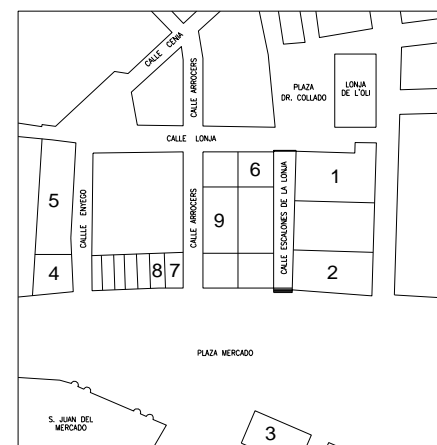 CALLE CENIA
CALLE ARROCERS
PLAZA
DR. COLLADO
LONJA
DE L'OLI
CALLE LONJA
6
1
5
CALLE ENYEGO
CALLE ARROCERS
9
CALLE ESCALONES DE LA LONJA
4
8
7
2
PLAZA MERCADO
S. JUAN DEL
MERCADO
3